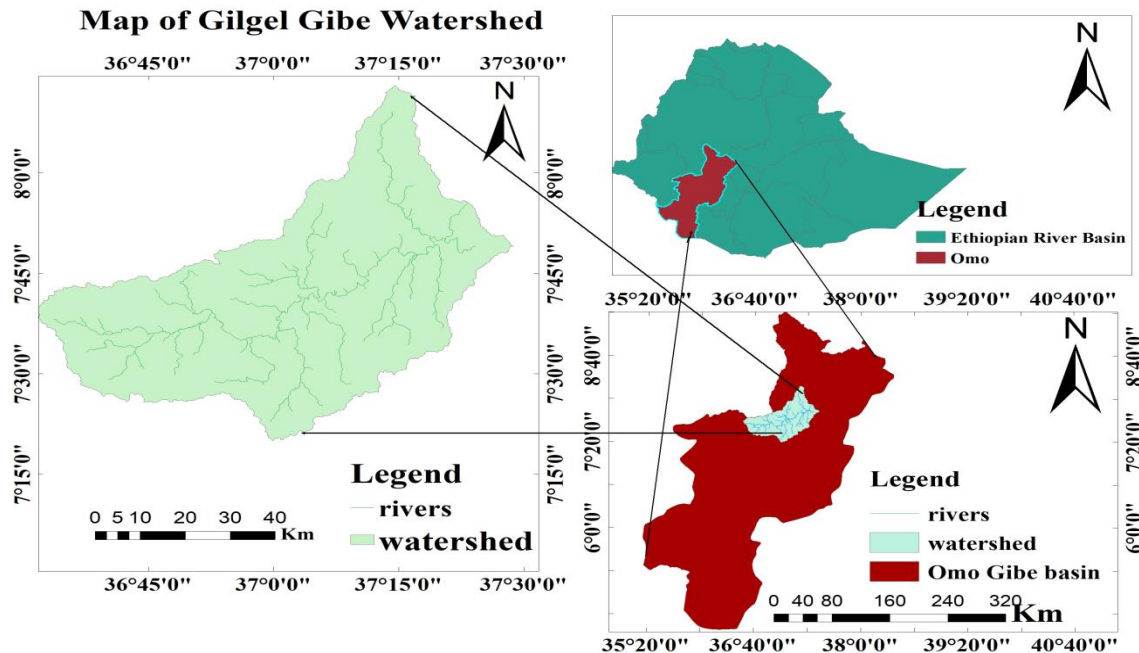 Map of Gilgel Gibe Watershed
36°45'0" 37°0'0" 37°15'0" 37°30'0"
N
8°0'0"
7°45'0"
7°30'0"
7°15'0"
8°0'0"
7°45'0"
7°30'0"
7°15'0"
Legend
rivers
watershed
0 5 10 20 30 40
Km
36°45'0" 37°0'0" 37°15'0" 37°30'0"
N
Legend
Ethiopian River Basin
Omo
35°20'0" 36°40'0" 38°0'0" 39°20'0" 40°40'0"
N
8°40'0"
7°20'0"
6°0'0"
8°40'0"
7°20'0"
6°0'0"
Legend
rivers
watershed
Omo Gibe basin
0 40 80 160 240 320
Km
35°20'0" 36°40'0" 38°0'0" 39°20'0" 40°40'0"